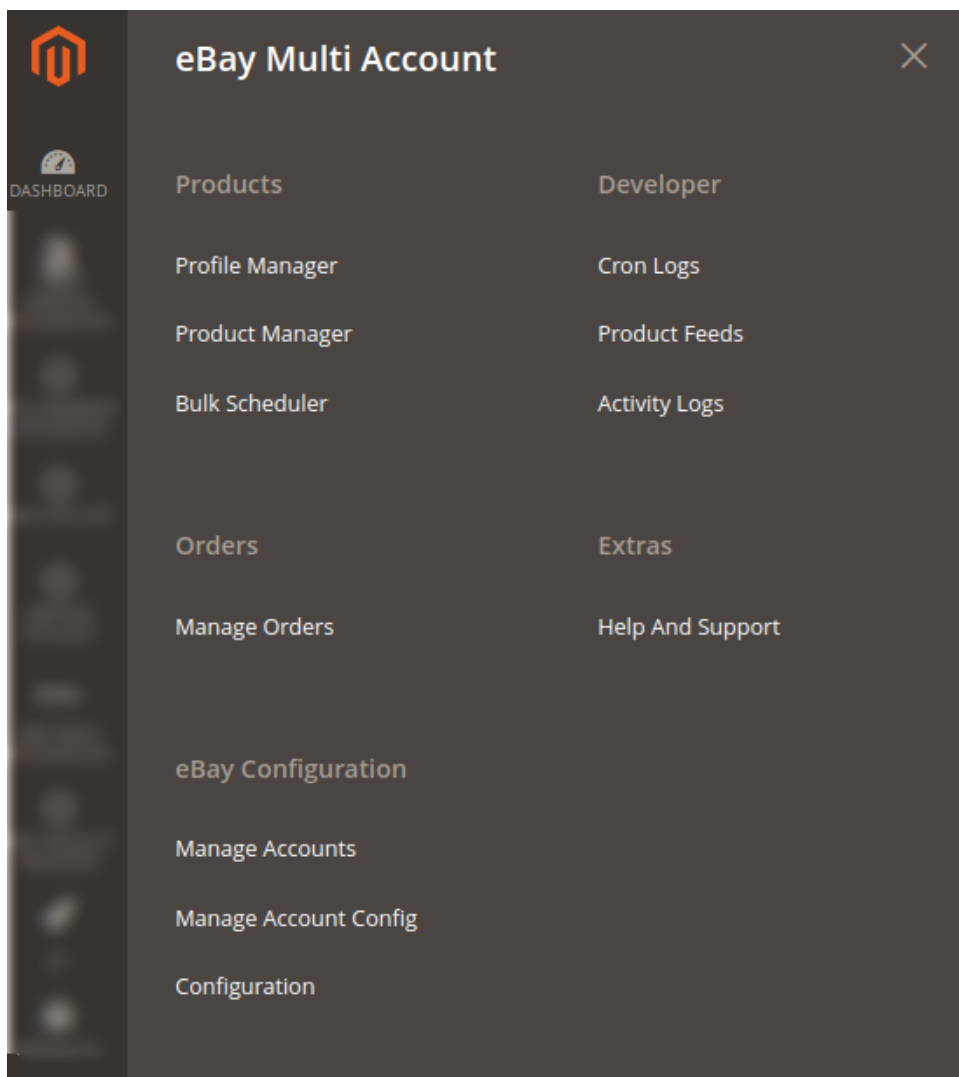 eBay Multi Account
DASHBOARD
Products
Profile Manager
Product Manager
Bulk Scheduler
Developer
Cron Logs
Product Feeds
Activity Logs
Orders
Manage Orders
Extras
Help And Support
eBay Configuration
Manage Accounts
Manage Account Config
Configuration